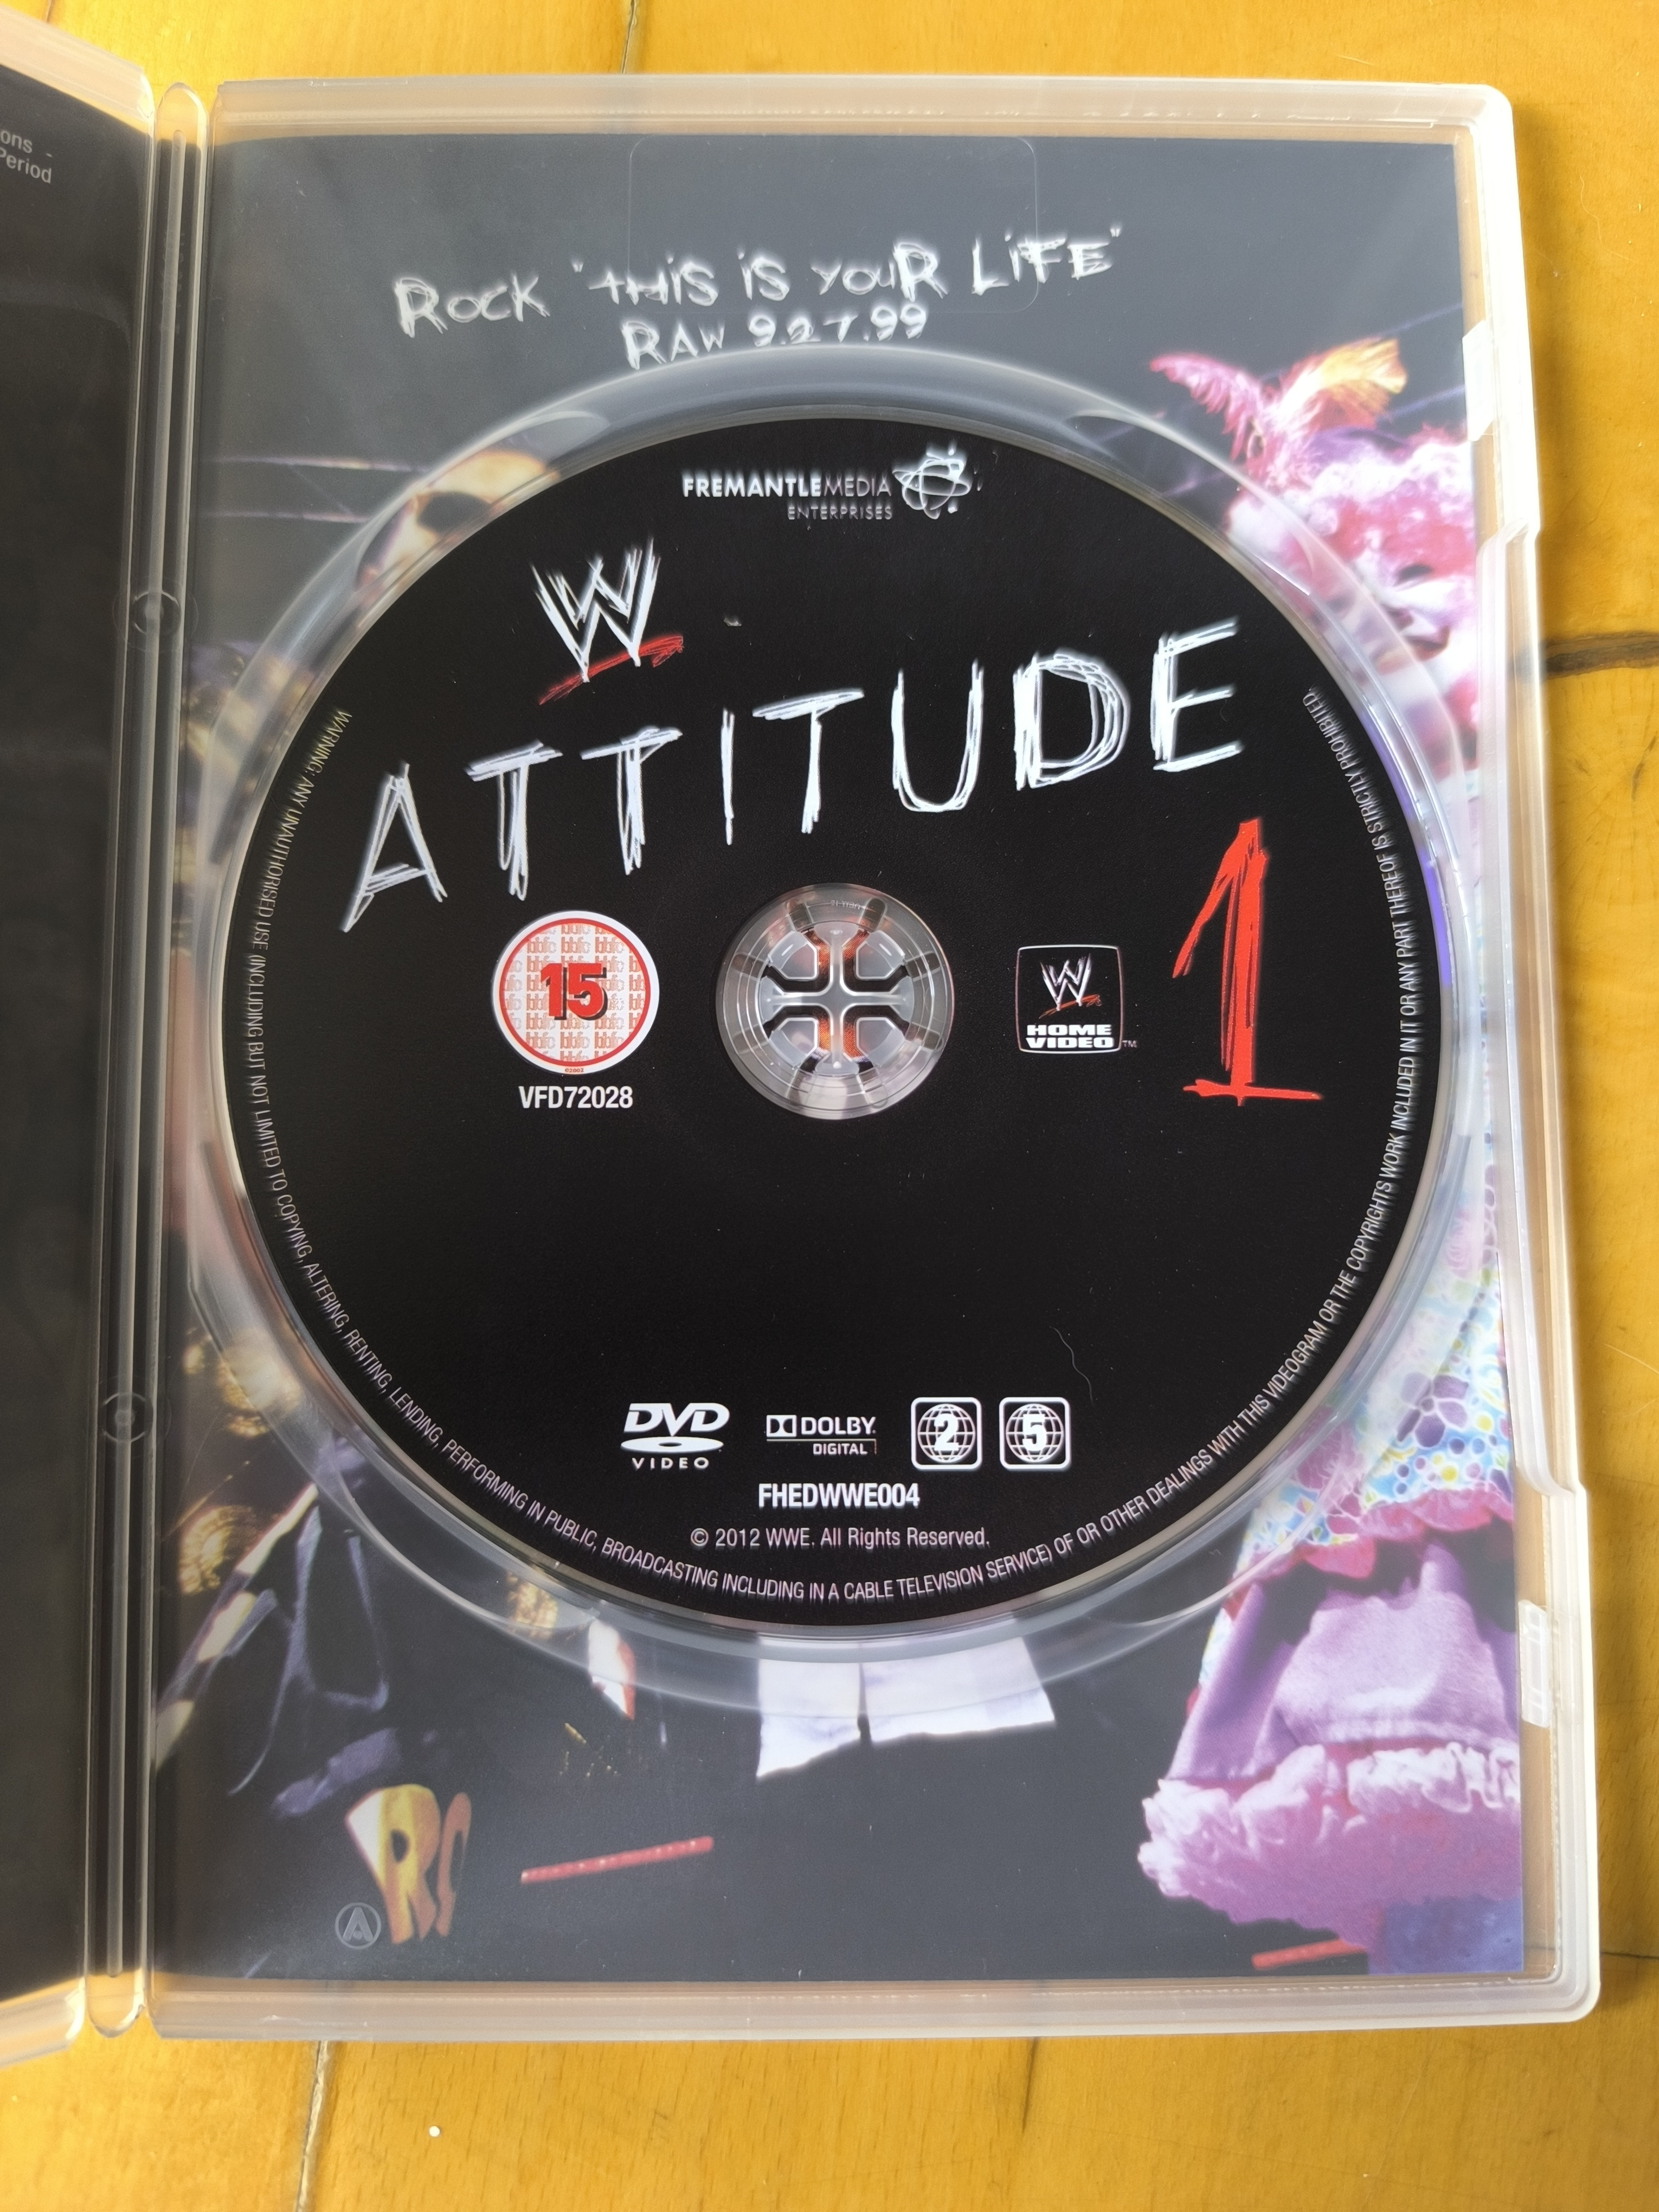 ons -
Period
ROCK "THIS IS YOUR LIFE"
RAW 9.27.99
FREMANTLEMEDIA
ENTERPRISES
W
ATTITUDE
1
15
VFD72028
W
HOME
VIDEO™
DVD
VIDEO
DOLBY
DIGITAL
2
5
FHEDWWE004
© 2012 WWE. All Rights Reserved.
WARNING: ANY UNAUTHORISED USE (INCLUDING BUT NOT LIMITED TO COPYING, ALTERING, RENTING, LENDING, PERFORMING IN PUBLIC, BROADCASTING INCLUDING IN A CABLE TELEVISION SERVICE) OF OR OTHER DEALINGS WITH THIS VIDEOGRAM OR THE COPYRIGHTS WORK INCLUDED IN IT OR ANY PART THEREOF IS STRICTLY PROHIBITED.
A